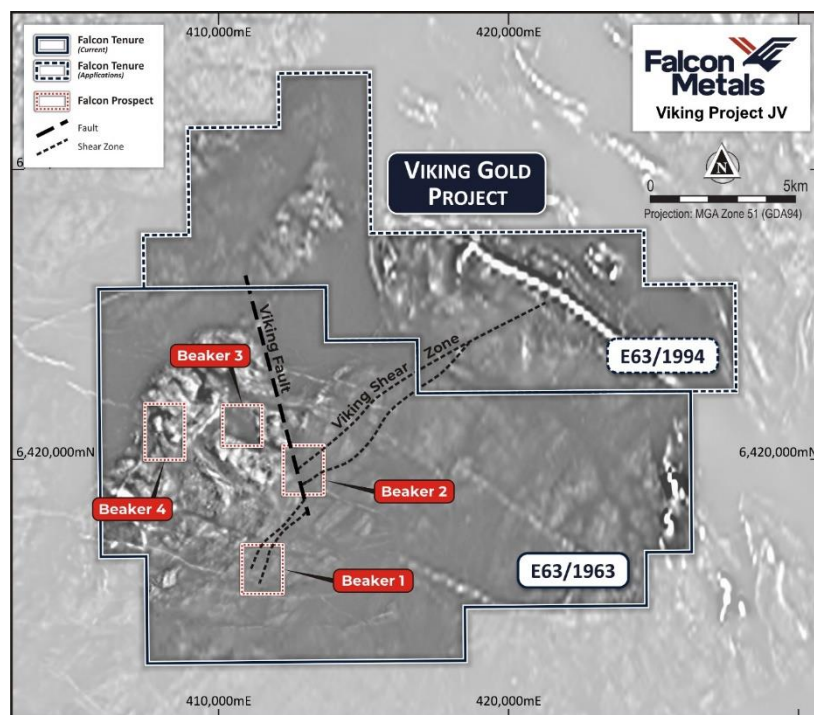 410,000mE
420,000mE
Falcon Tenure
(Current)
Falcon Tenure
(Applications)
Falcon Prospect
Fault
Shear Zone
Falcon
Metals
Viking Project JV
N
0
5km
Projection: MGA Zone 51 (GDA94)
VIKING GOLD
PROJECT
6
Viking Fault
Beaker 3
Viking Shear Zone
E63/1994
6,420,000mN
6,420,000mN
Beaker 4
Beaker 2
Beaker 1
E63/1963
410,000mE
420,000mE